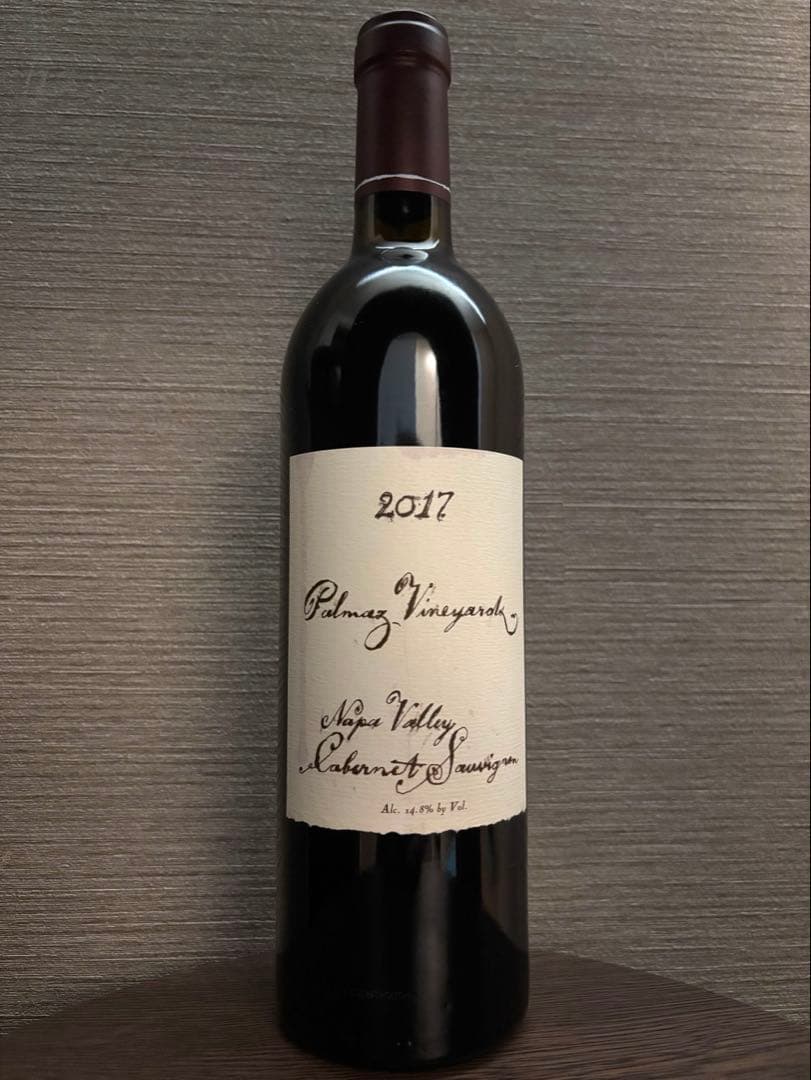 2017
Palmaz Vineyards
Napa Valley
Cabernet Sauvignon
Alc. 14.8% by Vol.